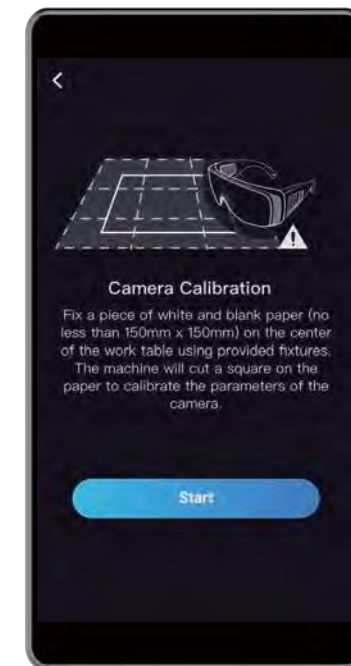 Camera Calibration
Fix a piece of white and blank paper (no
less than 150mm x 150mm) on the center
of the work table using provided fixtures.
The machine will cut a square on the
paper to calibrate the parameters of the
camera.
Start